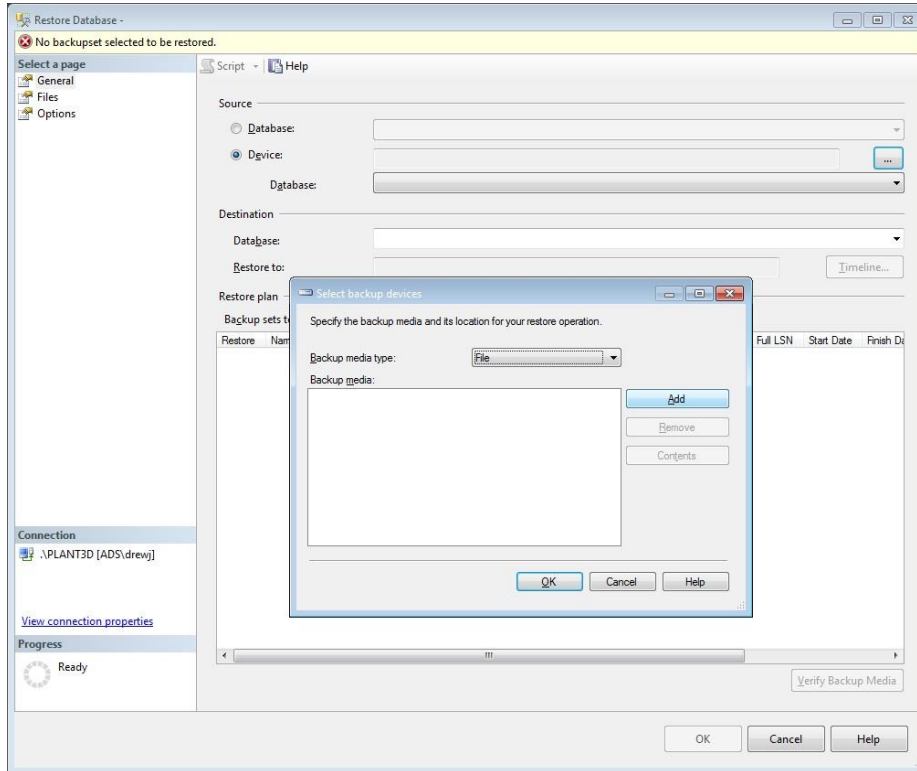 Restore Database -
No backupset selected to be restored.
Select a page
General
Files
Options
Script
Help
Source
Database:
Device:
...
Database:
Destination
Database:
Restore to:
Timeline...
Restore plan
Backup sets t
Restore Nam Full LSN Start Date Finish Da
Select backup devices
Specify the backup media and its location for your restore operation.
Backup media type: File
Backup media:
Add
Remove
Contents
OK Cancel Help
Connection
.\PLANT3D [ADS\drewj]
View connection properties
Progress
Ready
Verify Backup Media
OK Cancel Help